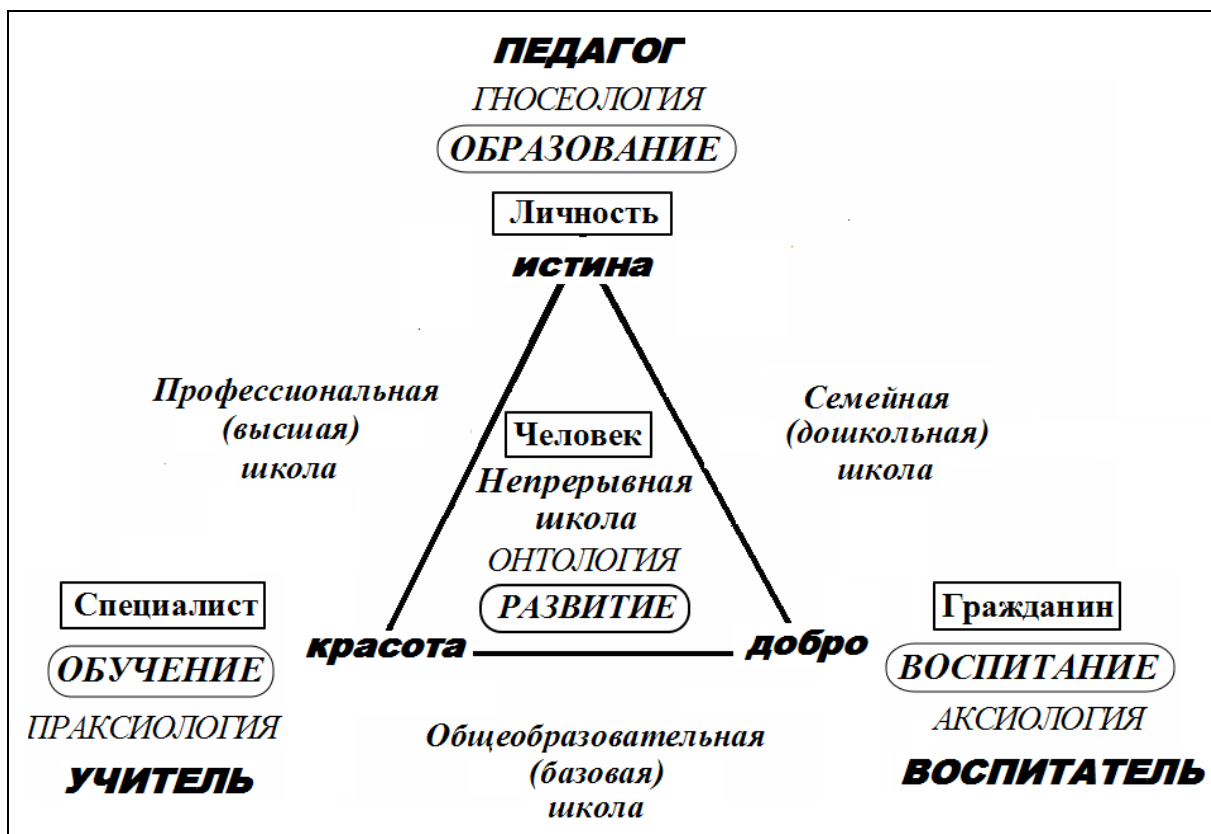 ПЕДАГОГ
ГНОСЕОЛОГИЯ
ОБРАЗОВАНИЕ
Личность
истина
Профессиональная
(высшая)
школа
Семейная
(дошкольная)
школа
Человек
Непрерывная
школа
ОНТОЛОГИЯ
РАЗВИТИЕ
Специалист
ОБУЧЕНИЕ
ПРАКСИОЛОГИЯ
УЧИТЕЛЬ
красота
добро
Гражданин
ВОСПИТАНИЕ
АКСИОЛОГИЯ
ВОСПИТАТЕЛЬ
Общеобразовательная
(базовая)
школа